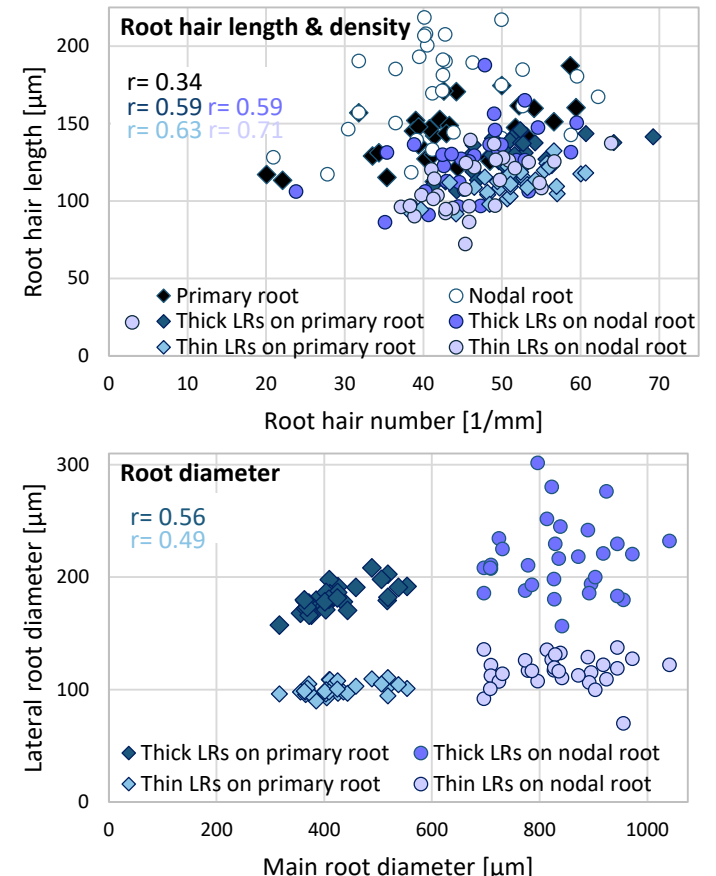 Root hair length & density
r= 0.34
r= 0.59 r= 0.59
r= 0.63 r= 0.71
200
150
100
50
0
Root hair length [µm]
Primary root
Nodal root
Thick LRs on primary root
Thick LRs on nodal root
Thin LRs on primary root
Thin LRs on nodal root
0 10 20 30 40 50 60 70
Root hair number [1/mm]
Root diameter
r= 0.56
r= 0.49
300
200
100
0
Lateral root diameter [µm]
Thick LRs on primary root
Thick LRs on nodal root
Thin LRs on primary root
Thin LRs on nodal root
0 200 400 600 800 1000
Main root diameter [µm]